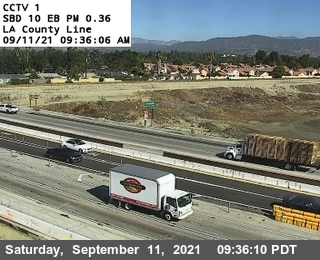 CCTV 1
SBD 10 EB PM 0.36
LA County Line
09/11/21 09:36:06 AM
Saturday, September 11, 2021 09:36:10 PDT